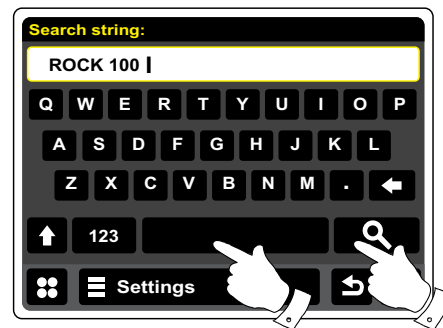 Search string:
ROCK 100
Q W E R T Y U I O P
A S D F G H J K L
Z X C V B N M .
123
Settings